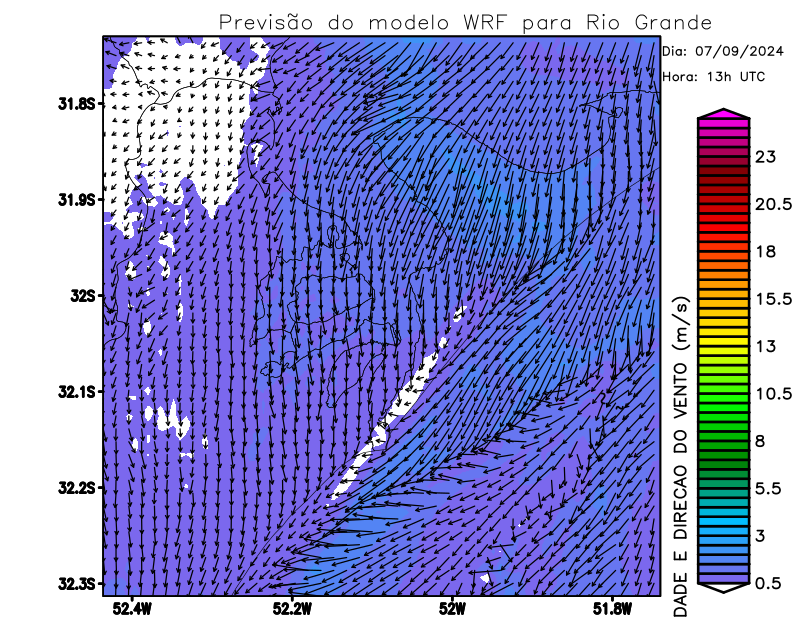 Previsão do modelo WRF para Rio Grande
Dia: 07/09/2024
Hora: 13h UTC
31.8S
31.9S
32S
32.1S
32.2S
32.3S
52.4W
52.2W
52W
51.8W
23
20.5
18
15.5
13
10.5
8
5.5
3
0.5
DADE E DIRECAO DO VENTO (m/s)